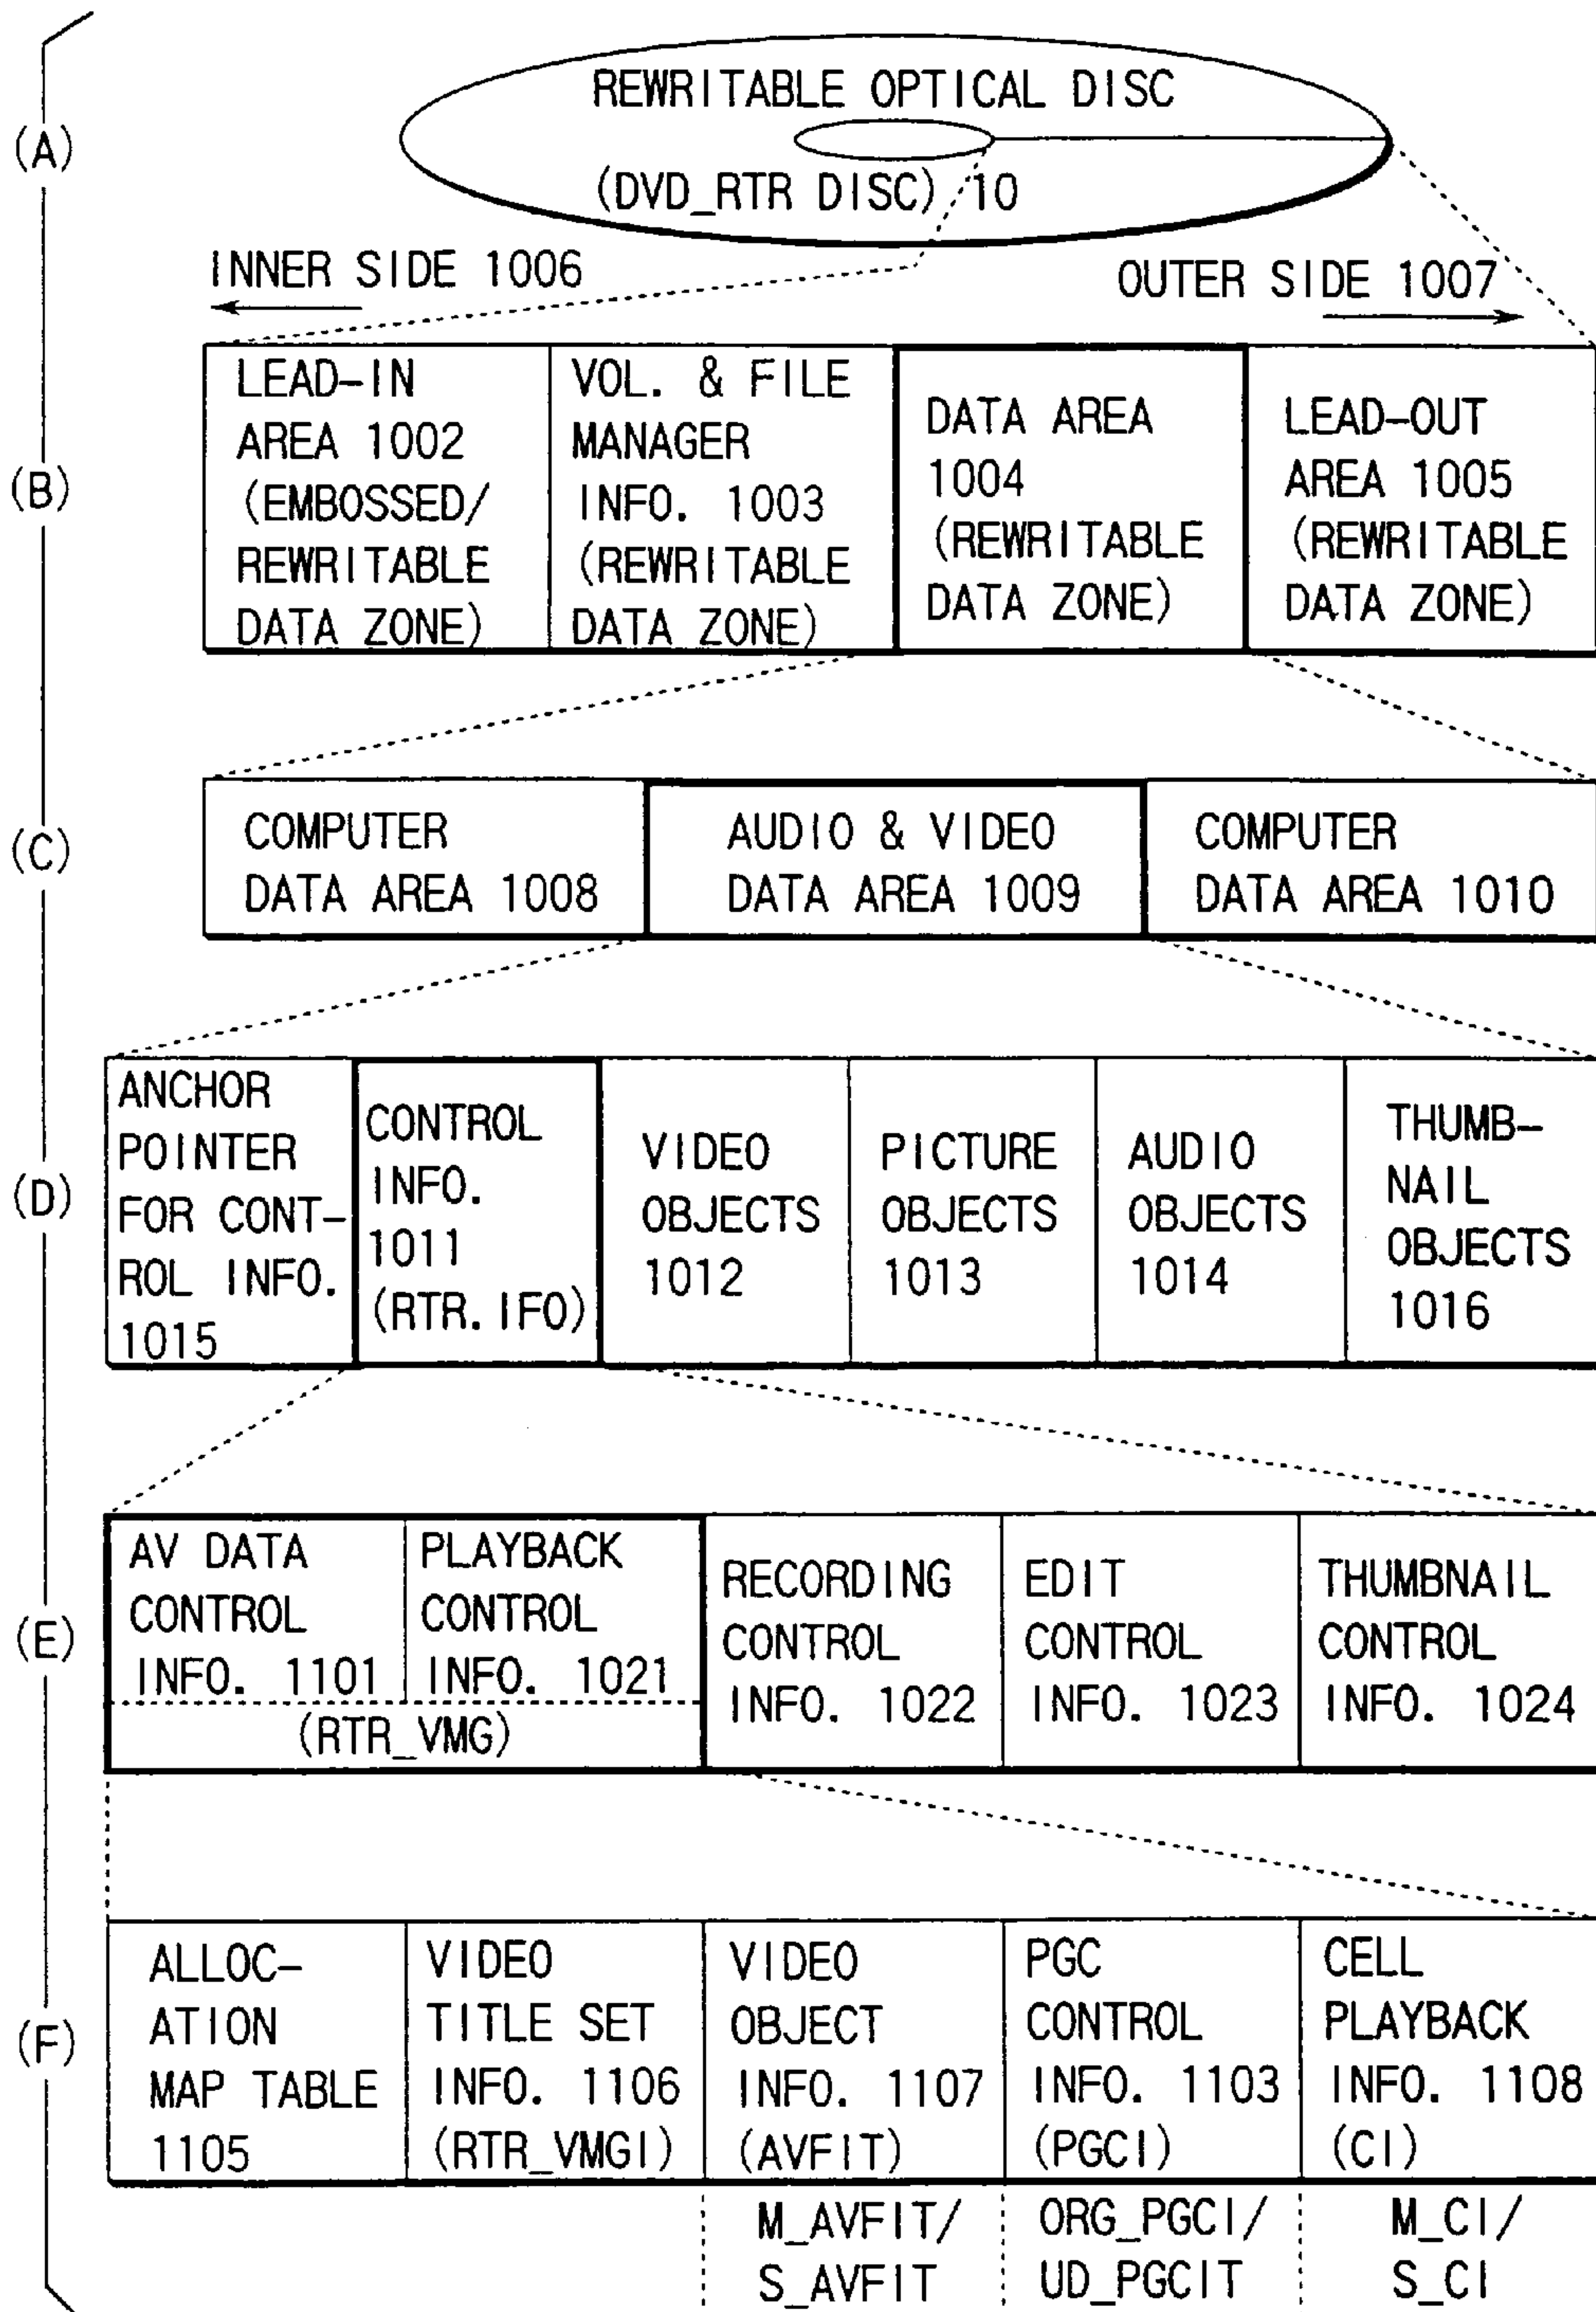 (A)
REWRITABLE OPTICAL DISC
(DVD_RTR DISC) 10
INNER SIDE 1006
OUTER SIDE 1007
(B)
LEAD-IN
AREA 1002
(EMBOSSED/
REWRITABLE
DATA ZONE)
VOL. & FILE
MANAGER
INFO. 1003
(REWRITABLE
DATA ZONE)
DATA AREA
1004
(REWRITABLE
DATA ZONE)
LEAD-OUT
AREA 1005
(REWRITABLE
DATA ZONE)
(C)
COMPUTER
DATA AREA 1008
AUDIO & VIDEO
DATA AREA 1009
COMPUTER
DATA AREA 1010
(D)
ANCHOR
POINTER
FOR CONT-
ROL INFO.
1015
CONTROL
INFO.
1011
(RTR.IFO)
VIDEO
OBJECTS
1012
PICTURE
OBJECTS
1013
AUDIO
OBJECTS
1014
THUMB-
NAIL
OBJECTS
1016
(E)
AV DATA
CONTROL
INFO. 1101
PLAYBACK
CONTROL
INFO. 1021
(RTR_VMG)
RECORDING
CONTROL
INFO. 1022
EDIT
CONTROL
INFO. 1023
THUMBNAIL
CONTROL
INFO. 1024
(F)
ALLOC-
ATION
MAP TABLE
1105
VIDEO
TITLE SET
INFO. 1106
(RTR_VMGI)
VIDEO
OBJECT
INFO. 1107
(AVFIT)
PGC
CONTROL
INFO. 1103
(PGCI)
CELL
PLAYBACK
INFO. 1108
(CI)
M_AVFIT/
S_AVFIT
ORG_PGCI/
UD_PGCIT
M_CI/
S_CI